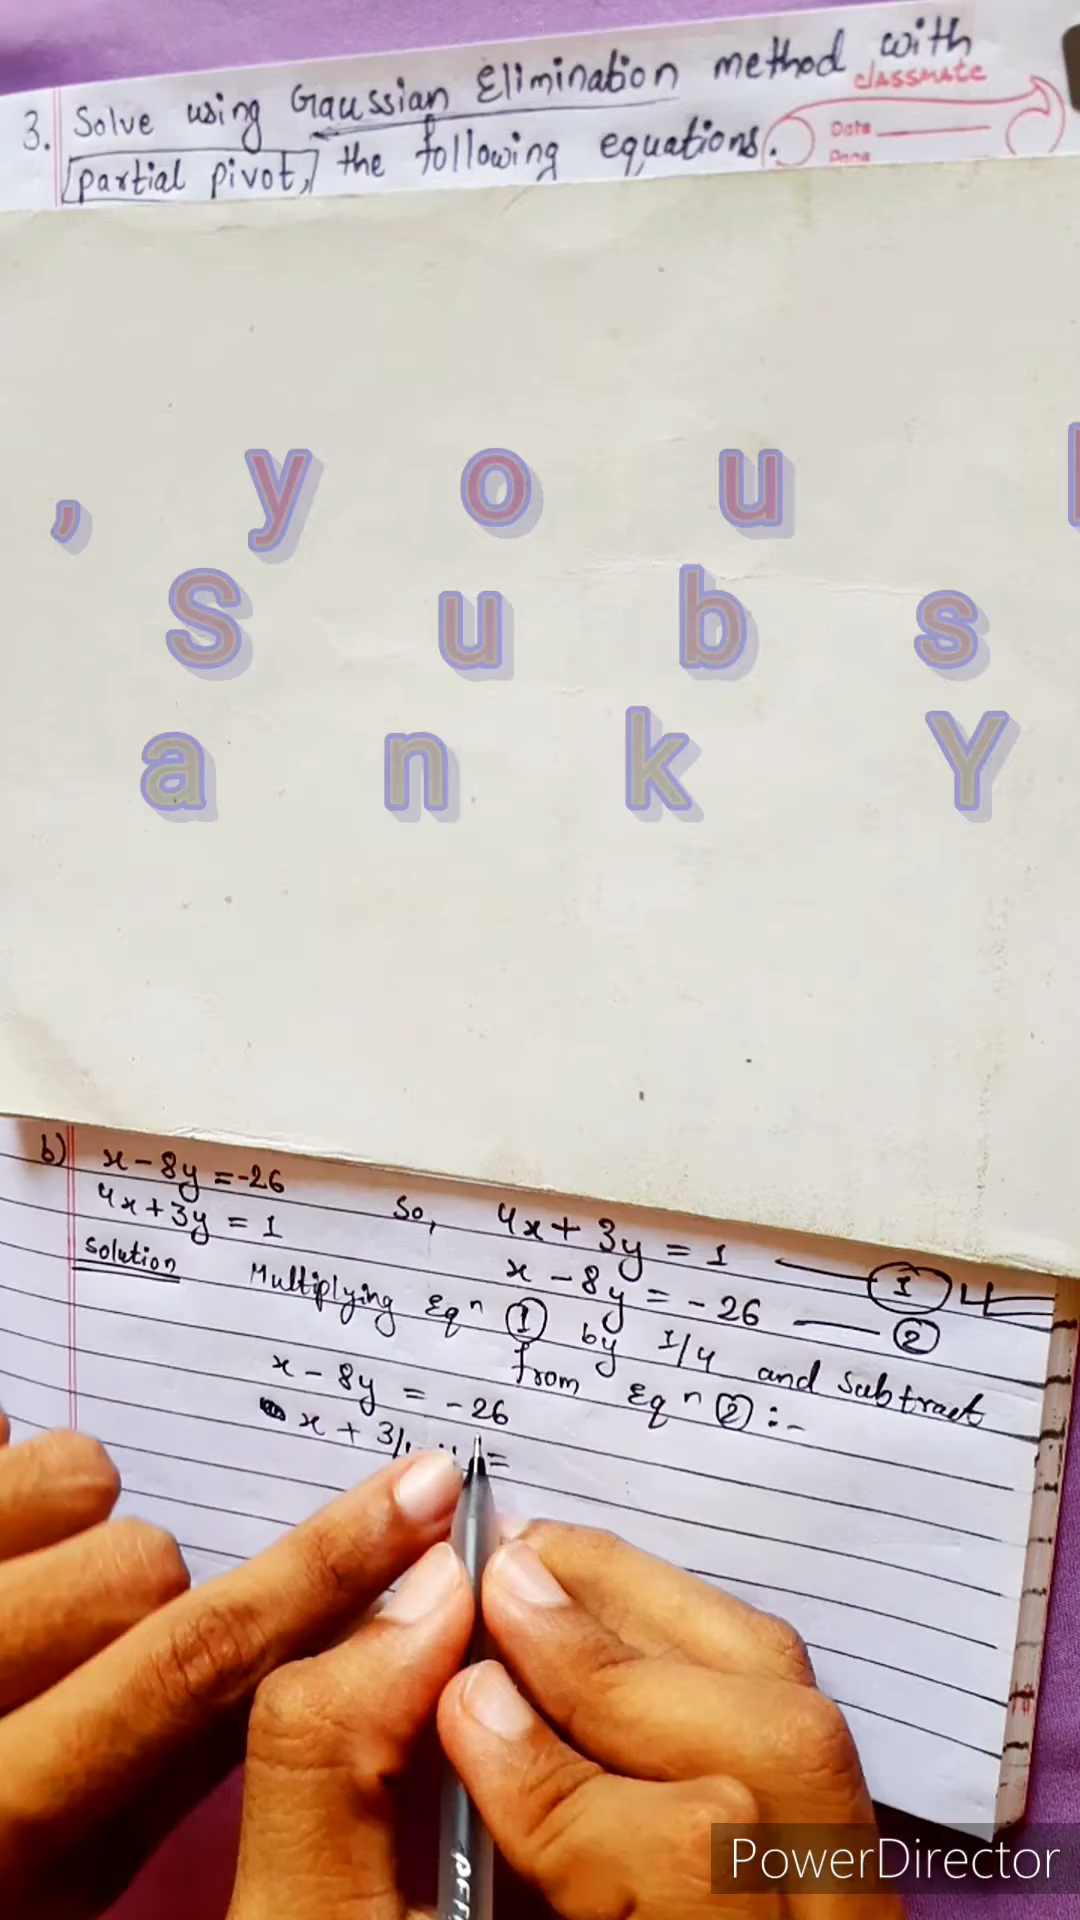 3. Solve using Gaussian Elimination method with
partial pivot, the following equations.
classmate
Date
Page
, y o u
S u b s
a n k Y
b) x - 8y = -26
4x + 3y = 1
So, 4x + 3y = 1 — ①
x - 8y = -26 — ②
Solution Multiplying Eqⁿ ① by 1/4 and Subtract
from Eqⁿ ② :-
x - 8y = -26
x + 3/ =
PowerDirector